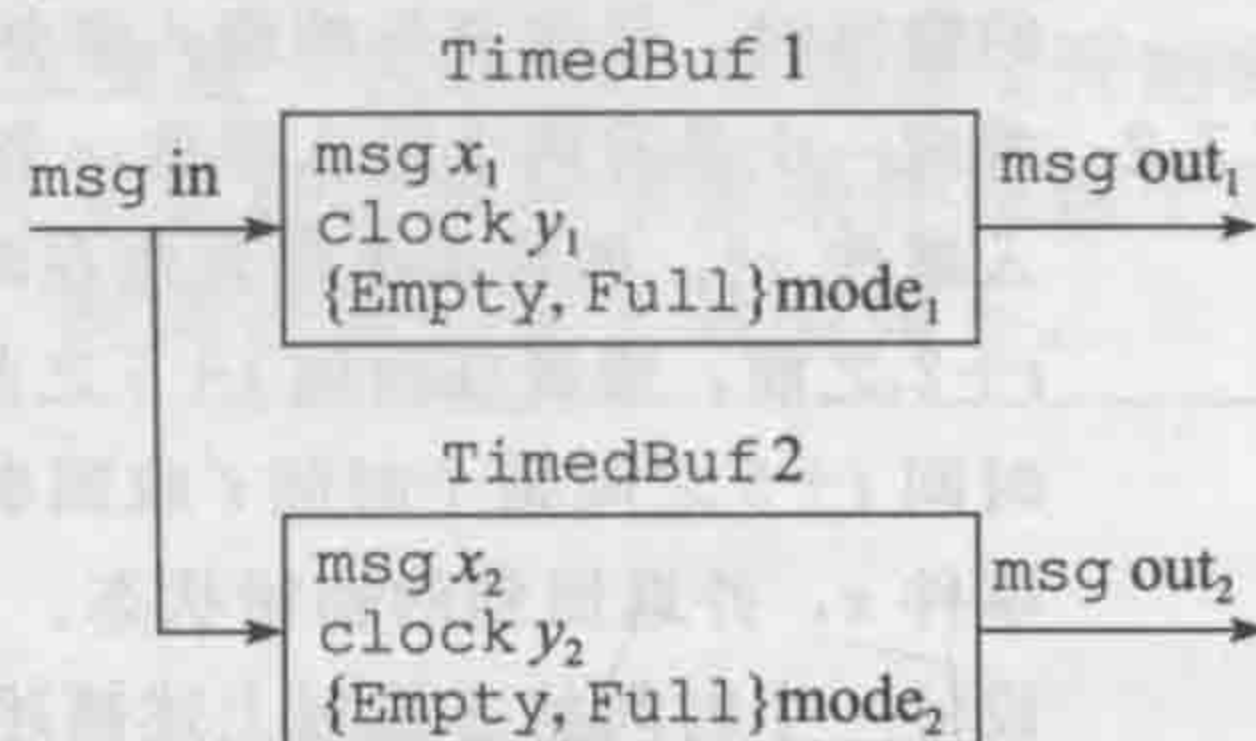 TimedBuf 1
msg in
msg x₁
clock y₁
{Empty, Full}mode₁
msg out₁
TimedBuf 2
msg x₂
clock y₂
{Empty, Full}mode₂
msg out₂